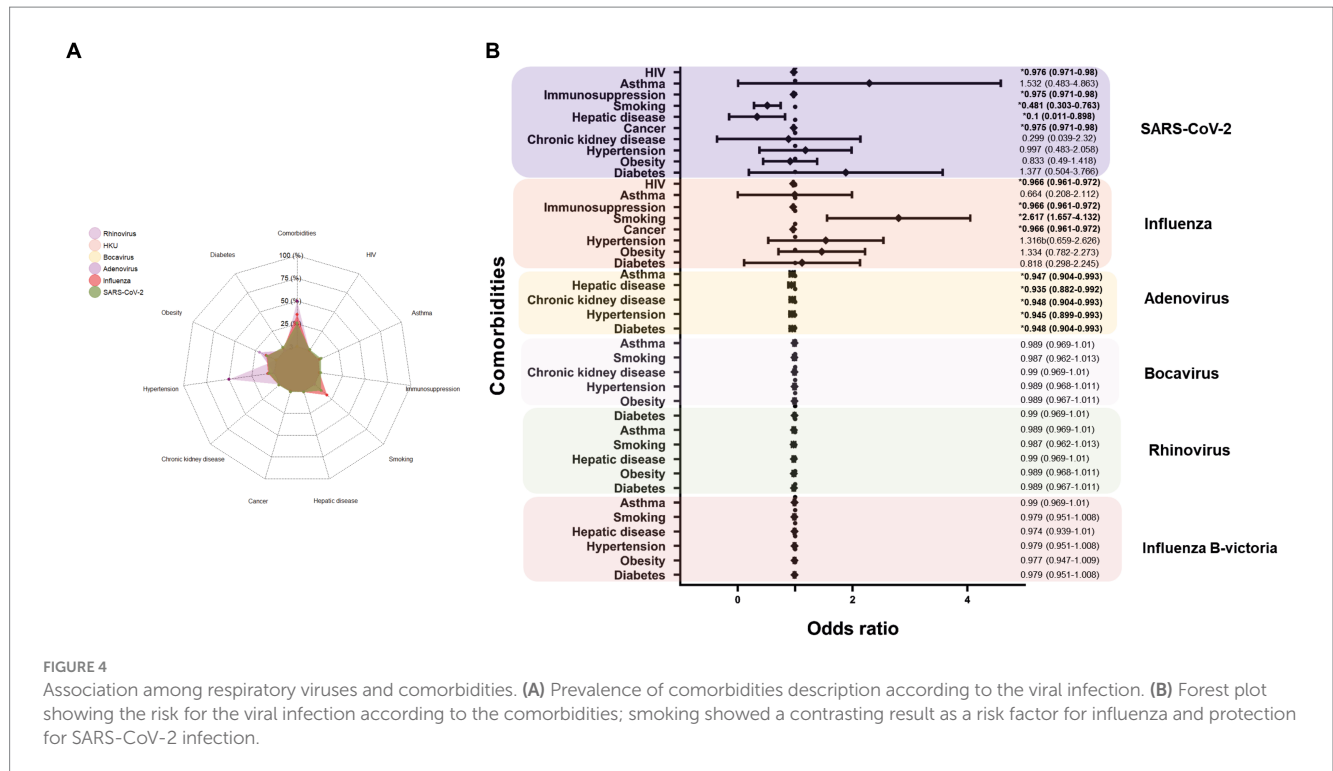 A
Rhinovirus
HKU
Bocavirus
Adenovirus
Influenza
SARS-CoV-2
Comorbidities
100 (%)
75 (%)
50 (%)
25 (%)
HIV
Asthma
Immunosuppression
Smoking
Hepatic disease
Cancer
Chronic kidney disease
Hypertension
Obesity
Diabetes
B
Comorbidities
HIV *0.976 (0.971-0.98)
Asthma 1.532 (0.483-4.863)
Immunosuppression *0.975 (0.971-0.98)
Smoking *0.481 (0.303-0.763)
Hepatic disease *0.1 (0.011-0.898)
Cancer *0.975 (0.971-0.98)
Chronic kidney disease 0.299 (0.039-2.32)
Hypertension 0.997 (0.483-2.058)
Obesity 0.833 (0.49-1.418)
Diabetes 1.377 (0.504-3.766)
SARS-CoV-2
HIV *0.966 (0.961-0.972)
Asthma 0.664 (0.208-2.112)
Immunosuppression *0.966 (0.961-0.972)
Smoking *2.617 (1.657-4.132)
Cancer *0.966 (0.961-0.972)
Hypertension 1.316b(0.659-2.626)
Obesity 1.334 (0.782-2.273)
Diabetes 0.818 (0.298-2.245)
Influenza
Asthma *0.947 (0.904-0.993)
Hepatic disease *0.935 (0.882-0.992)
Chronic kidney disease *0.948 (0.904-0.993)
Hypertension *0.945 (0.899-0.993)
Diabetes *0.948 (0.904-0.993)
Adenovirus
Asthma 0.989 (0.969-1.01)
Smoking 0.987 (0.962-1.013)
Chronic kidney disease 0.99 (0.969-1.01)
Hypertension 0.989 (0.968-1.011)
Obesity 0.989 (0.967-1.011)
Bocavirus
Diabetes 0.99 (0.969-1.01)
Asthma 0.989 (0.969-1.01)
Smoking 0.987 (0.962-1.013)
Hepatic disease 0.99 (0.969-1.01)
Obesity 0.989 (0.968-1.011)
Diabetes 0.989 (0.967-1.011)
Rhinovirus
Asthma 0.99 (0.969-1.01)
Smoking 0.979 (0.951-1.008)
Hepatic disease 0.974 (0.939-1.01)
Hypertension 0.979 (0.951-1.008)
Obesity 0.977 (0.947-1.009)
Diabetes 0.979 (0.951-1.008)
Influenza B-victoria
0 2 4
Odds ratio
FIGURE 4
Association among respiratory viruses and comorbidities. (A) Prevalence of comorbidities description according to the viral infection. (B) Forest plot
showing the risk for the viral infection according to the comorbidities; smoking showed a contrasting result as a risk factor for influenza and protection
for SARS-CoV-2 infection.